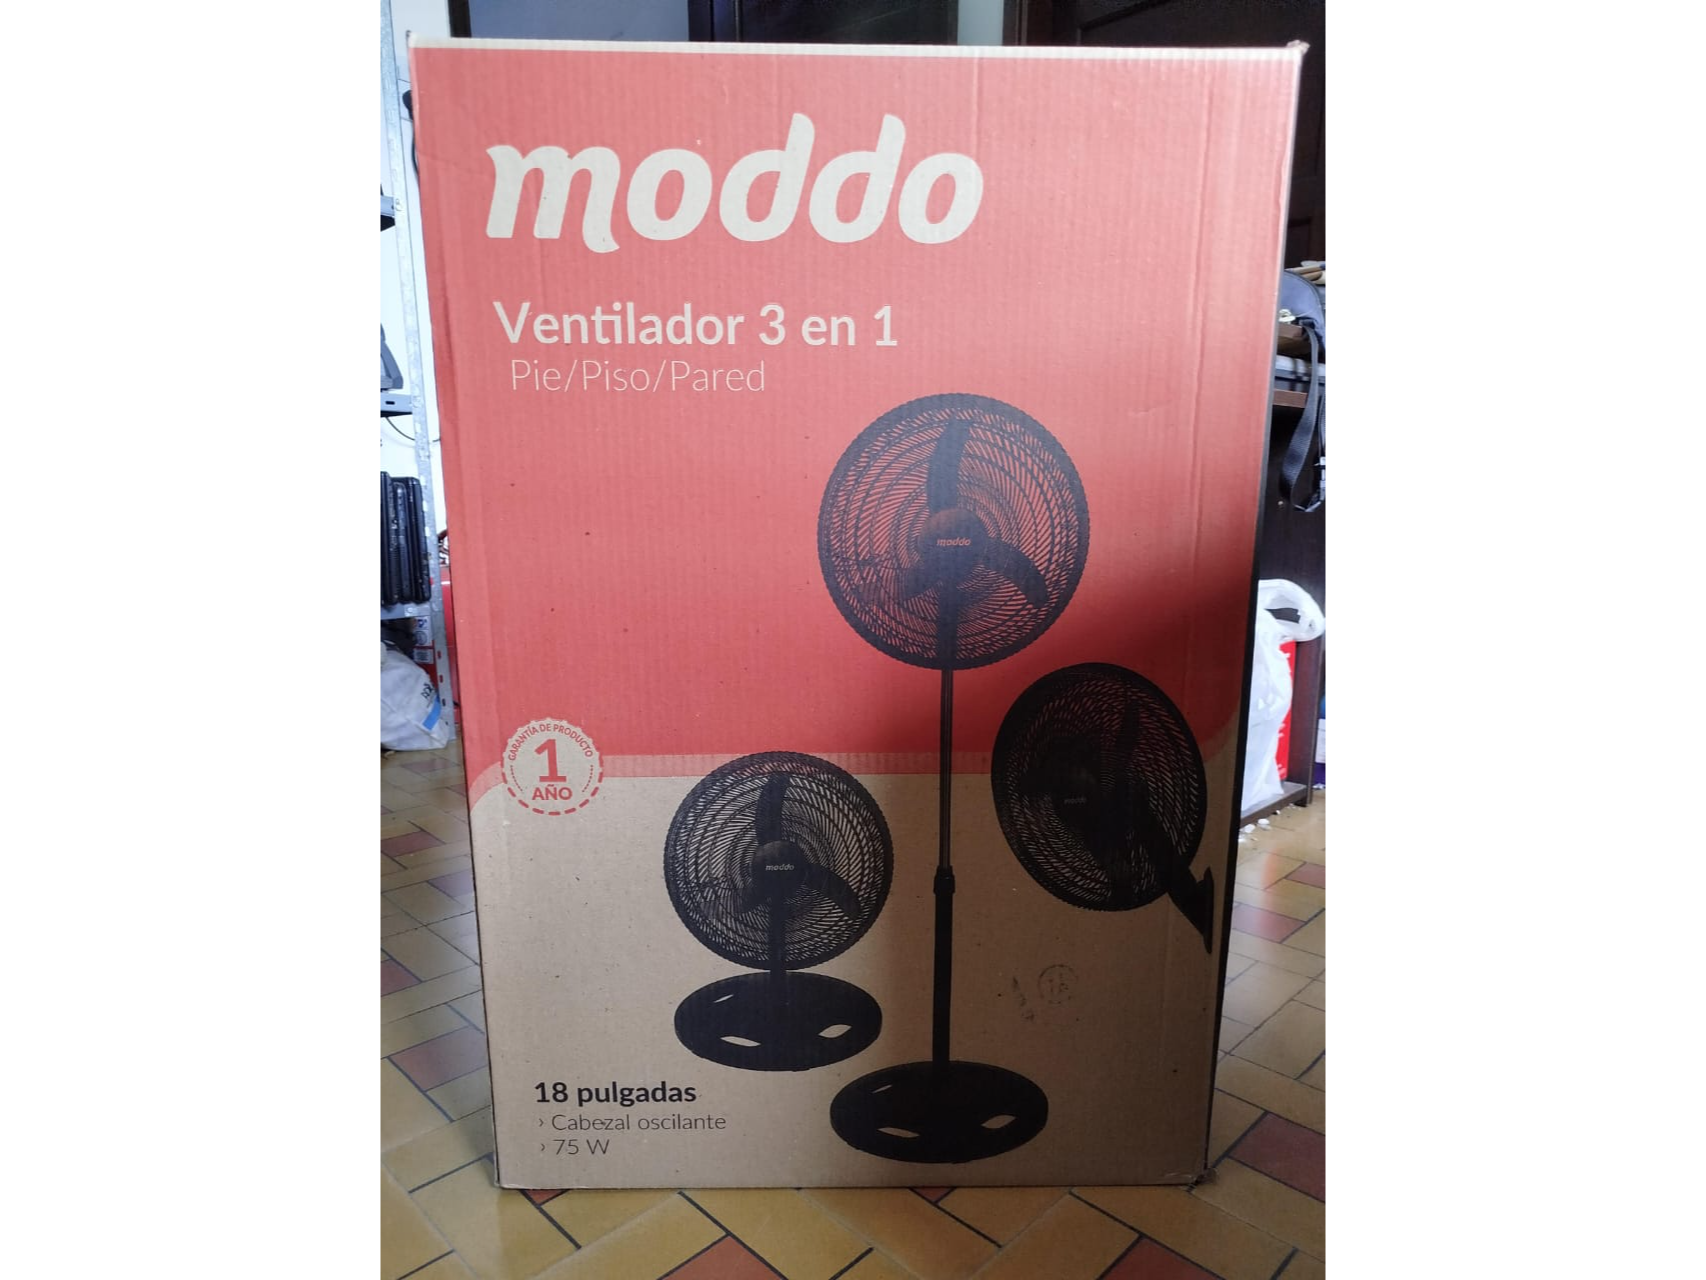 moddo
Ventilador 3 en 1
Pie/Piso/Pared
moddo
moddo
GARANTÍA DE PRODUCTO
1
AÑO
moddo
18 pulgadas
› Cabezal oscilante
› 75 W